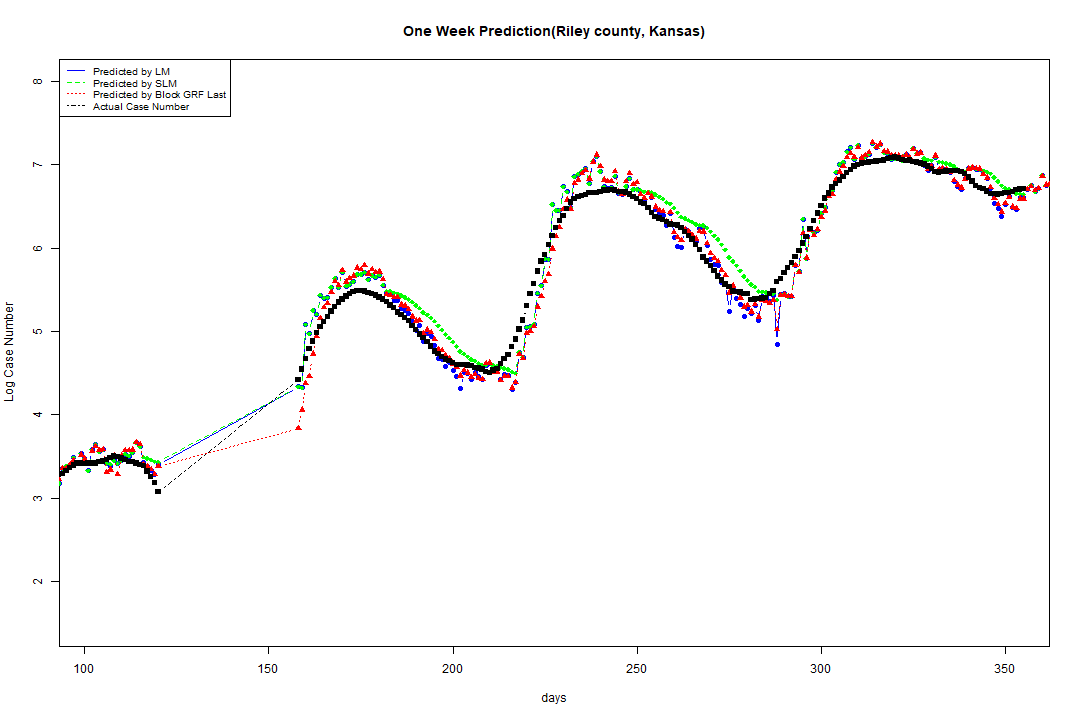 One Week Prediction(Riley county, Kansas)
Predicted by LM
Predicted by SLM
Predicted by Block GRF Last
Actual Case Number
8
7
6
5
4
3
2
Log Case Number
100 150 200 250 300 350
days